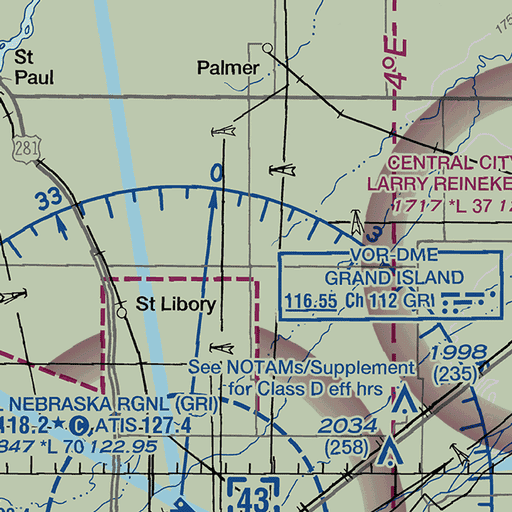 St
Paul
Palmer
175
4°E
281
CENTRAL CITY
LARRY REINEKE
1717 *L 37 12
0
33
3
VOR-DME
GRAND ISLAND
116.55 Ch 112 GRI
St Libory
See NOTAMs/Supplement
for Class D eff hrs
1998
(235)
L NEBRASKA RGNL (GRI)
118.2* C ATIS 127.4
847 *L 70 122.95
2034
(258)
43